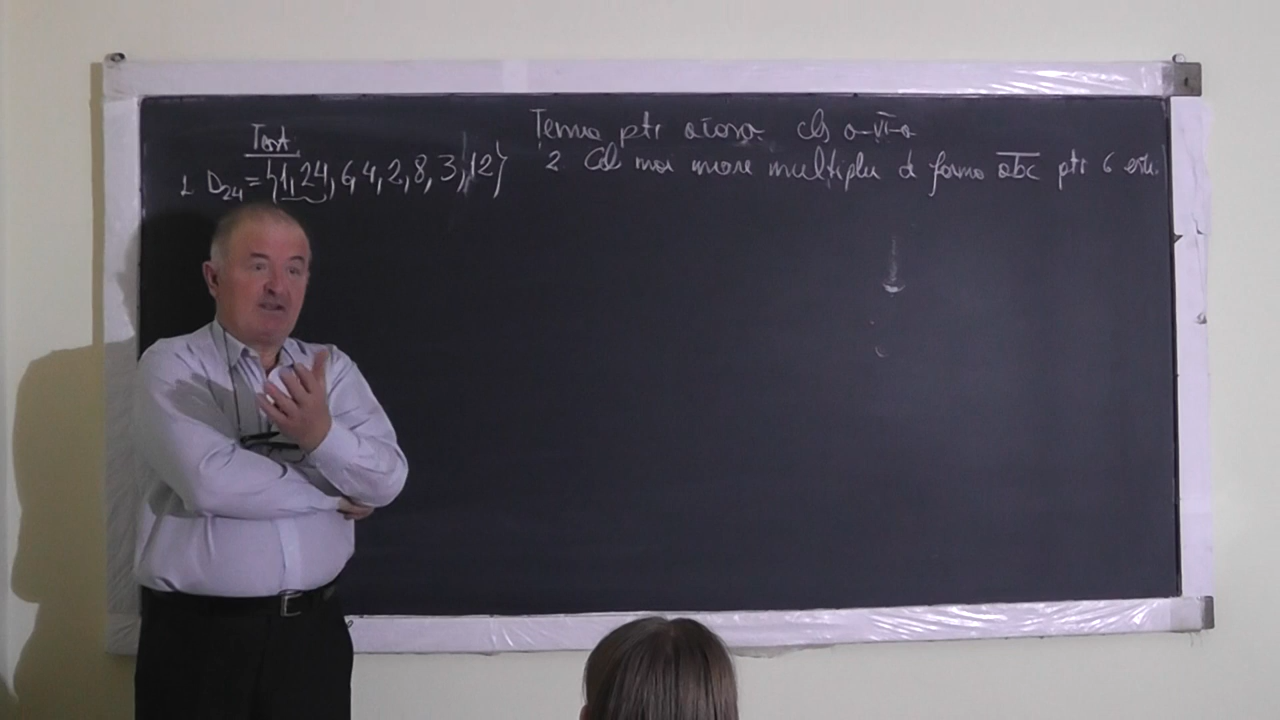 Test
1. D24 = {1, 24, 6, 4, 2, 8, 3, 12}
Tema ptr acasa cls a-VI-a
2 Cel mai mare multiplu d forma abc ptr 6 este.